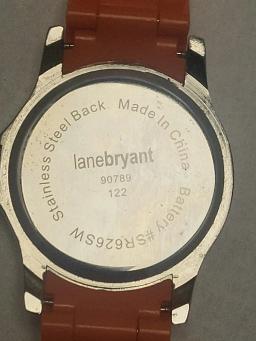 Stainless Steel Back Made In China Battery #SR626SW
lanebryant
90789
122